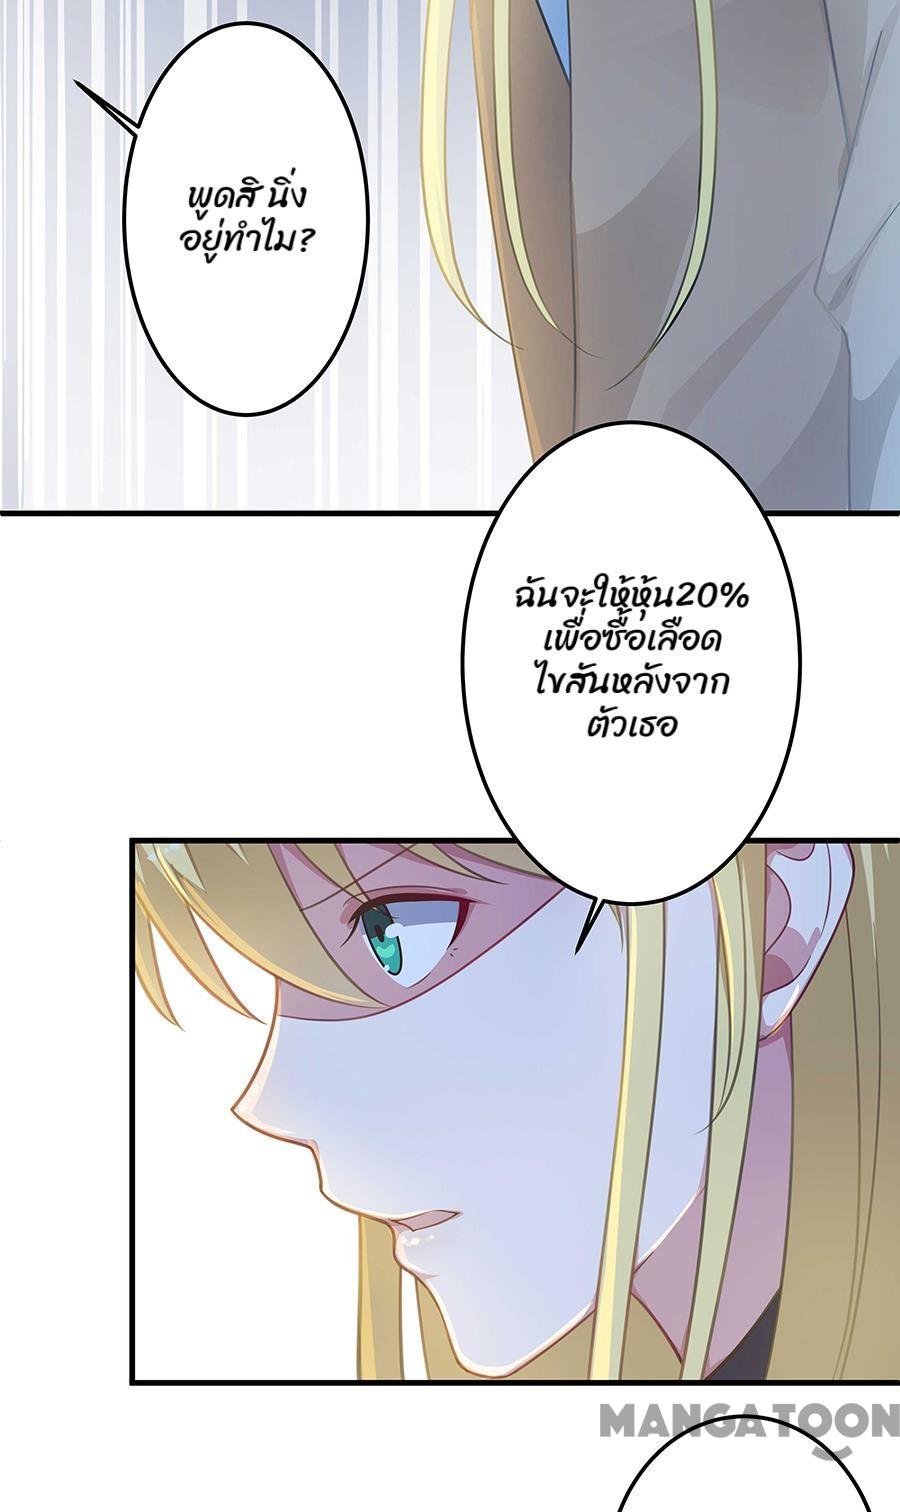 พูดสิ นิ่ง
อยู่ทำไม?
ฉันจะให้หุ้น20%
เพื่อซื้อเลือด
ไขสันหลังจาก
ตัวเธอ
MANGATOON